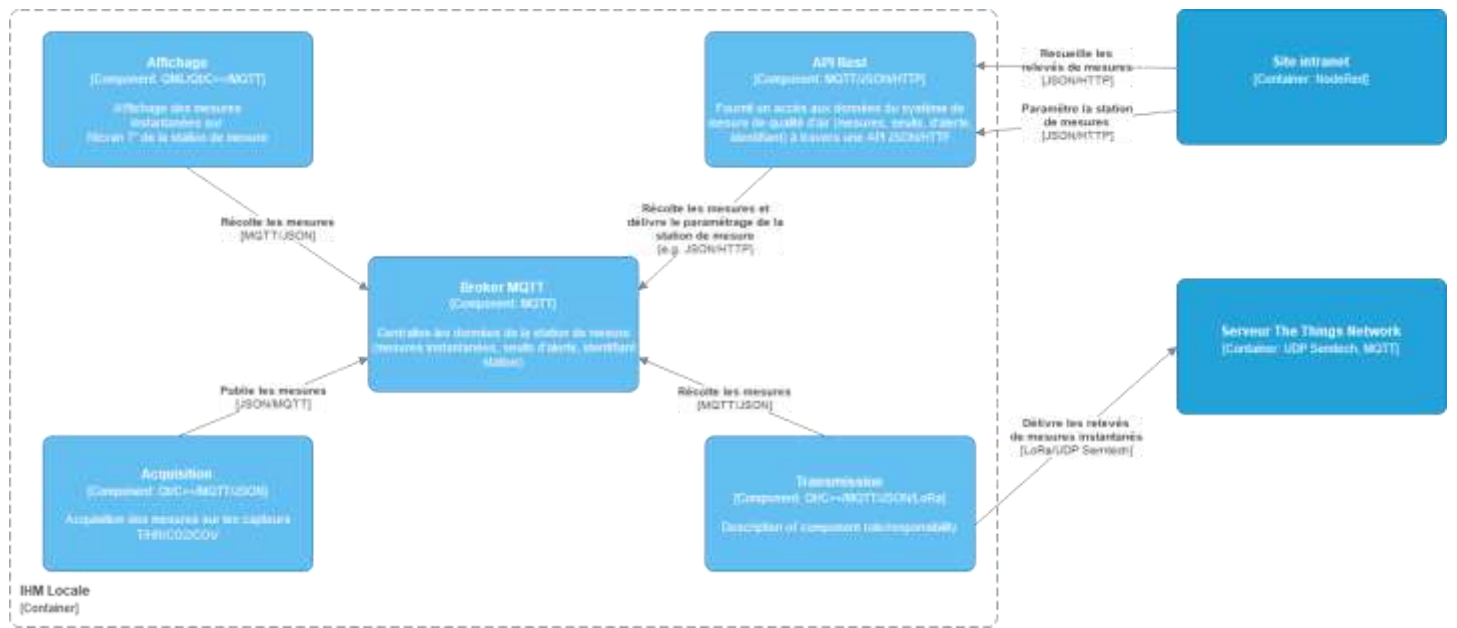 Affichage
[Component: QML/Qt/C++/MQTT]
Affichage des mesures
instantanées sur
l'écran 7" de la station de mesure
API Rest
[Component: MQTT/JSON/HTTP]
Fournit un accès aux données du système de
mesure de qualité d'air (mesures, seuils, d'alerte,
identifiant) à travers une API JSON/HTTP
Recueille les
relevés de mesures
[JSON/HTTP]
Paramètre la station
de mesures
[JSON/HTTP]
Site intranet
[Container: NodeRed]
Récolte les mesures
[MQTT/JSON]
Récolte les mesures et
délivre le paramétrage de la
station de mesure
[e.g. JSON/HTTP]
Broker MQTT
[Component: MQTT]
Centralise les données de la station de mesure
(mesures instantanées, seuils d'alerte, identifiant
station)
Serveur The Things Network
[Container: UDP Semtech, MQTT]
Publie les mesures
[JSON/MQTT]
Récolte les mesures
[MQTT/JSON]
Délivre les relevés
de mesures instantanés
[LoRa/UDP Semtech]
Acquisition
[Component: Qt/C++/MQTT/JSON]
Acquisition des mesures sur les capteurs
T/HR/CO2/COV
Transmission
[Component: Qt/C++/MQTT/JSON/LoRa]
Description of component role/responsibility
IHM Locale
[Container]